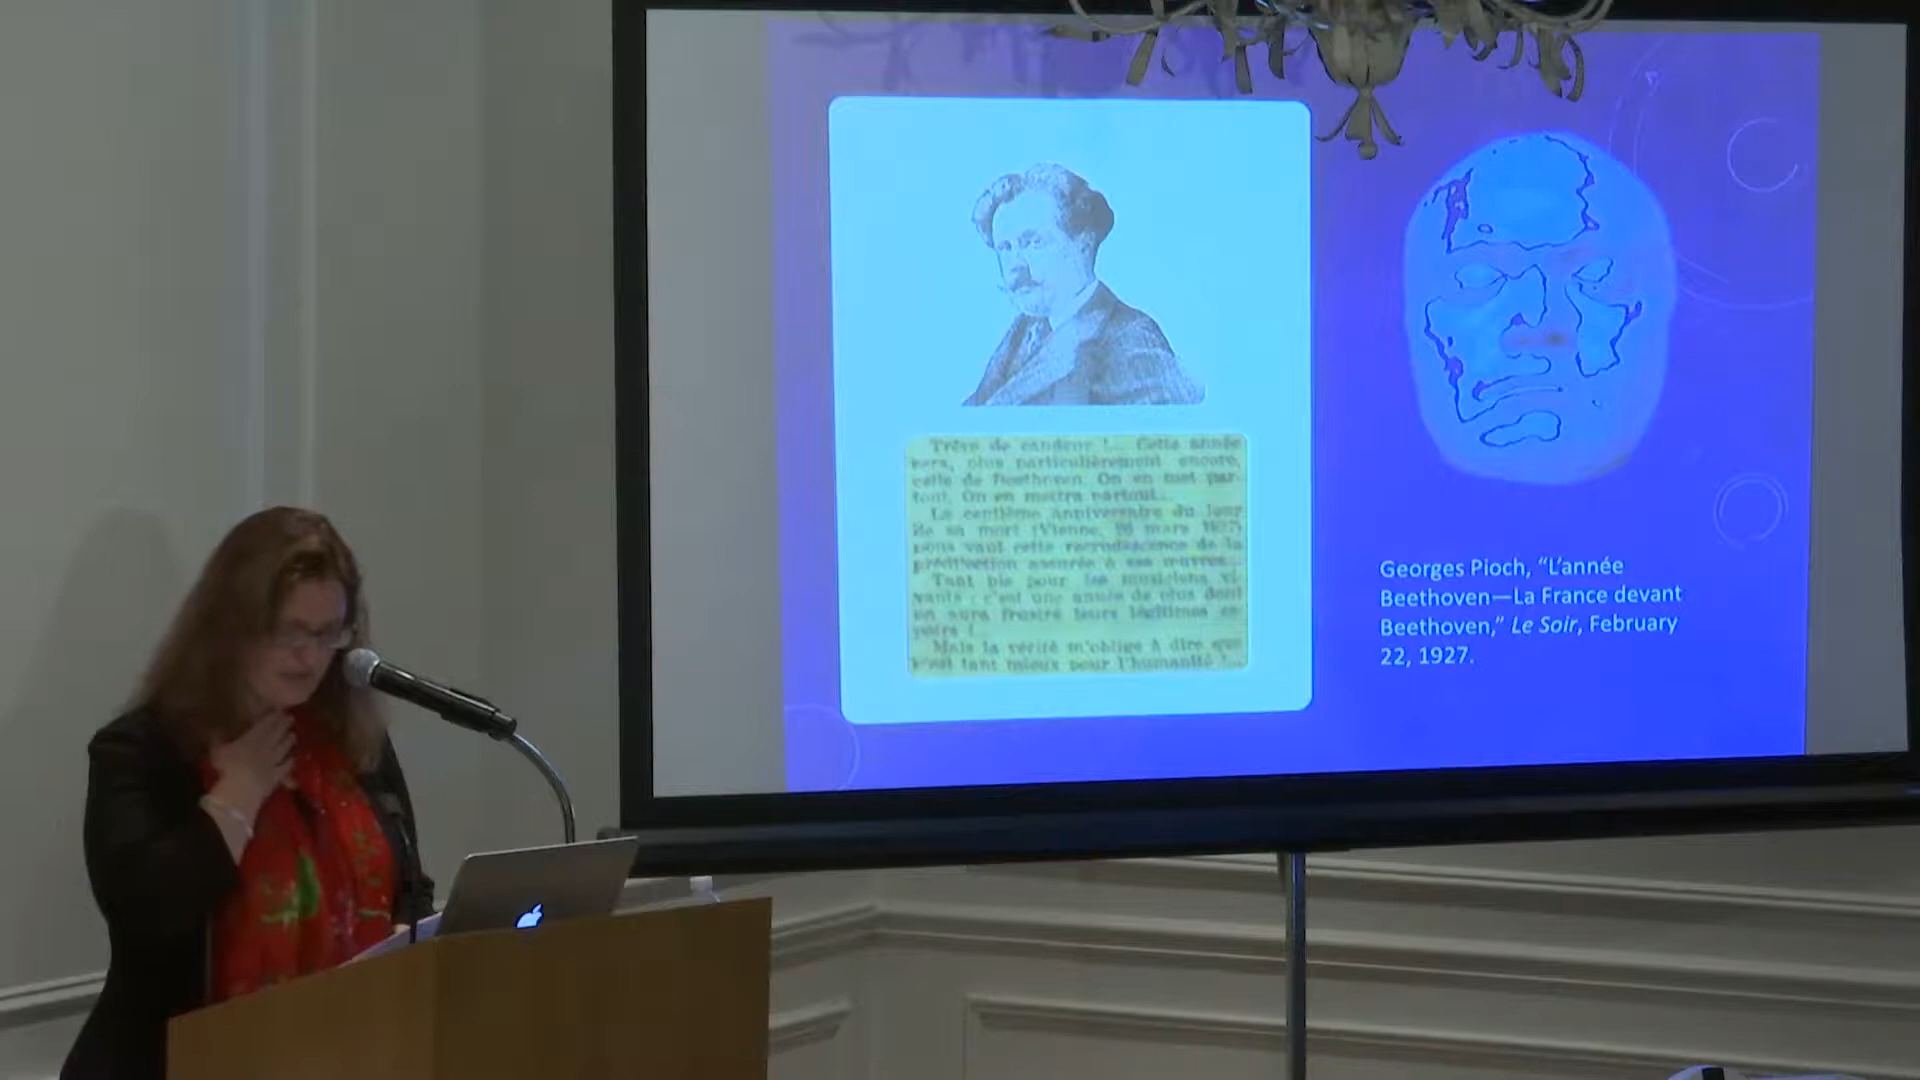 Trève de candeur !... Cette année
sera, plus particulièrement encore,
celle de Beethoven. On en met par-
tout. On en mettra partout...
Le centième anniversaire du jour
de sa mort (Vienne, 26 mars 1827)
nous vaut cette recrudescence de la
prédilection assurée à ses œuvres...
Tant pis pour les musiciens vi-
vants : c'est une année de plus dont
on aura frustré leurs légitimes es-
poirs !...
Mais la vérité m'oblige à dire que
c'est tant mieux pour l'humanité !...
Georges Pioch, “L’année
Beethoven—La France devant
Beethoven,” Le Soir, February
22, 1927.